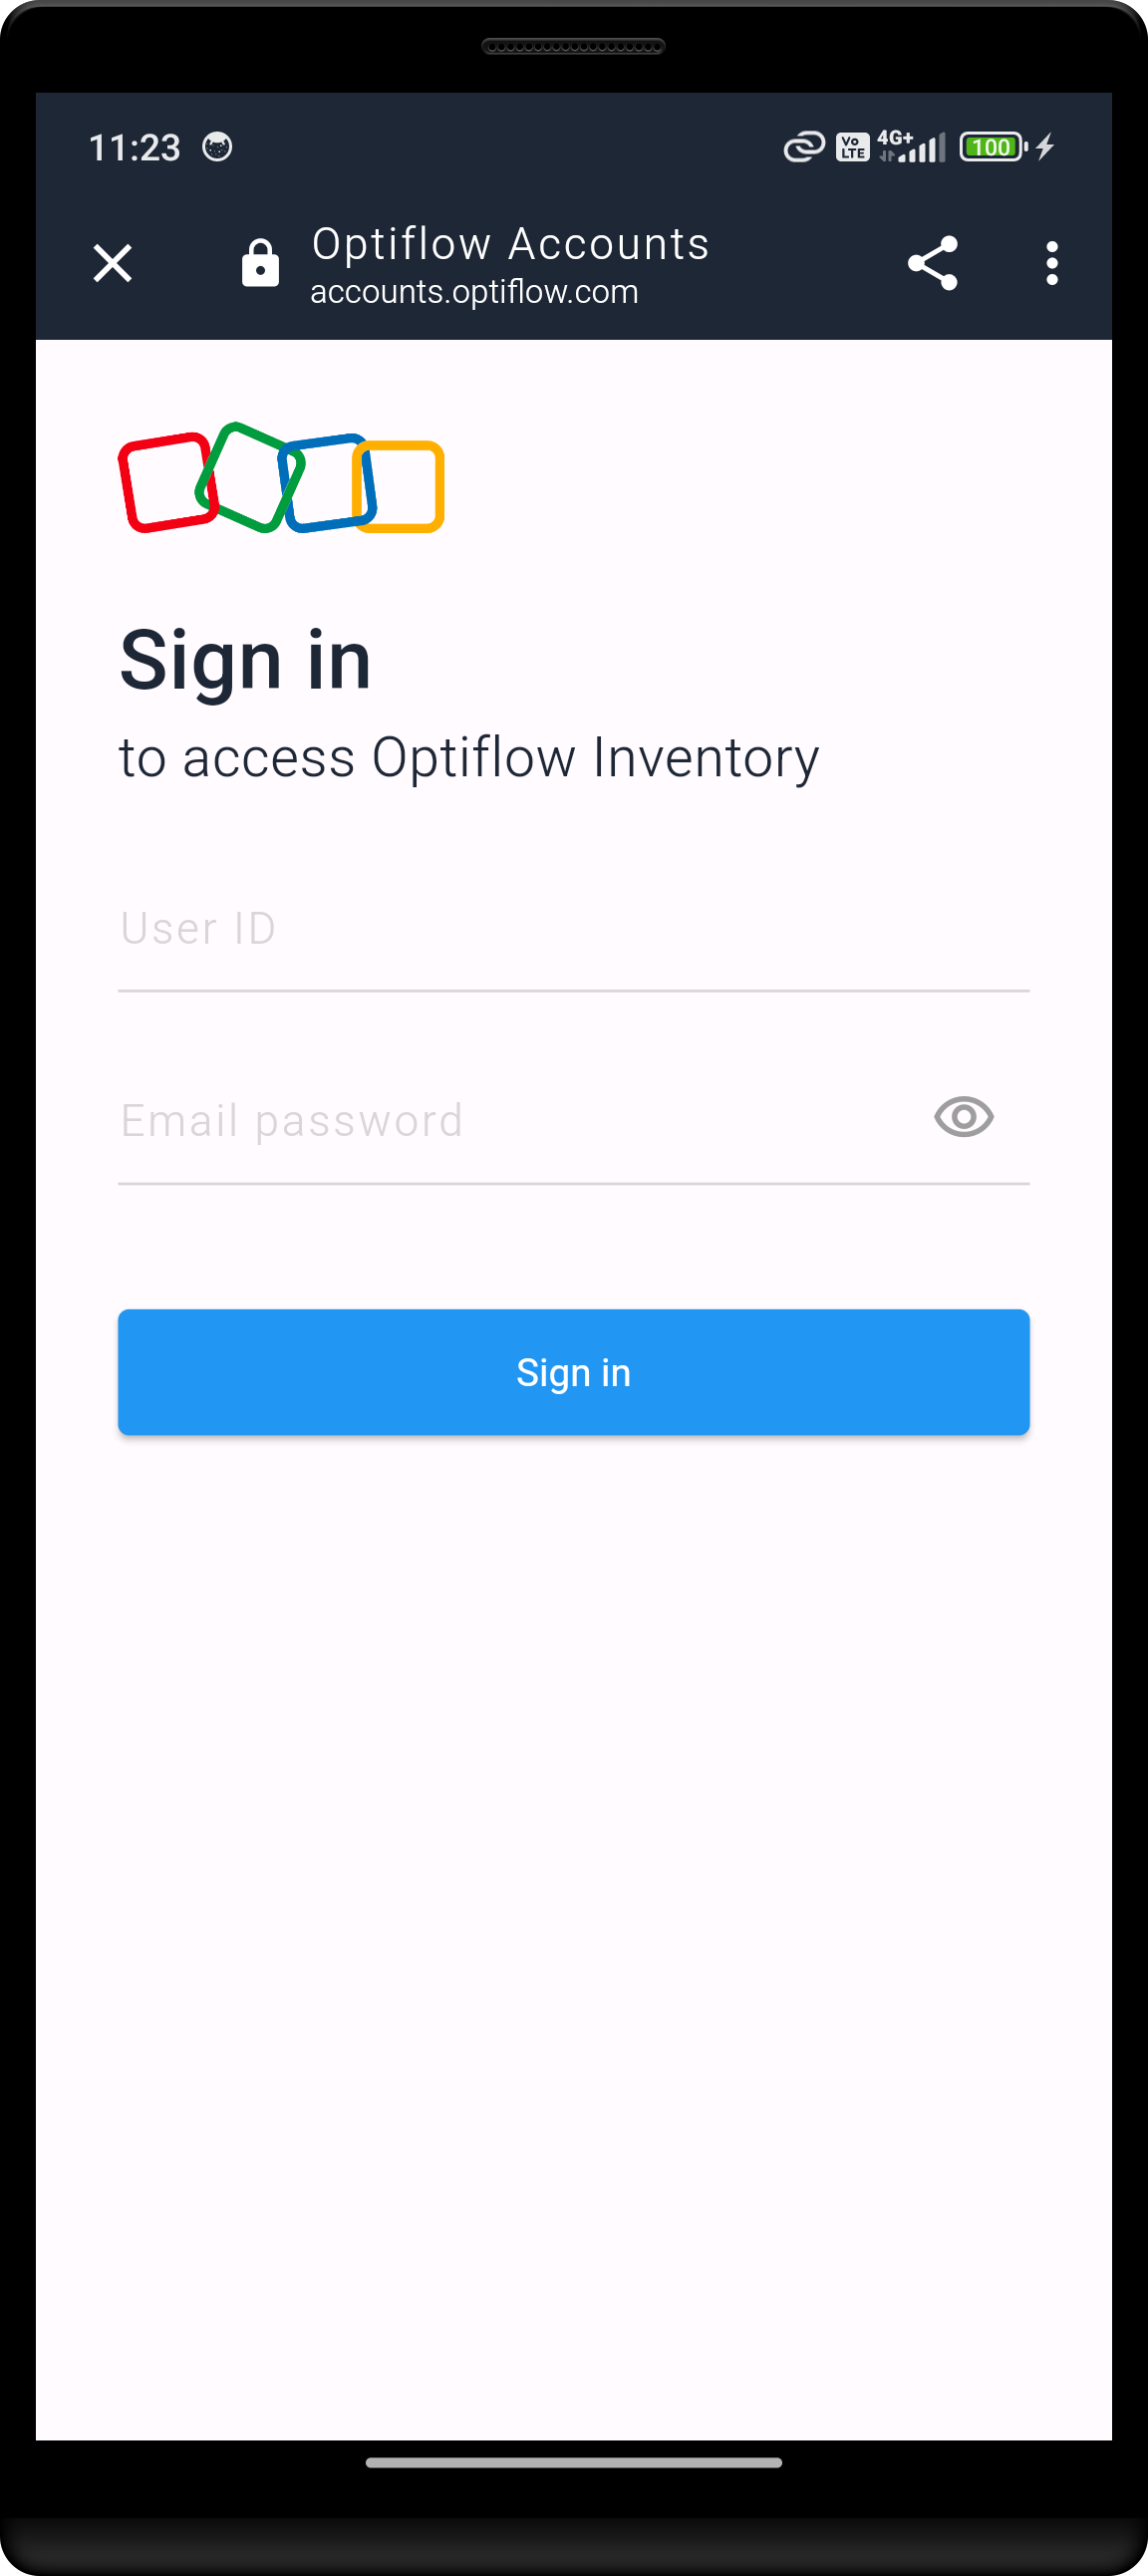 11:23
Vo
LTE
4G+
100
Optiflow Accounts
accounts.optiflow.com
Sign in
to access Optiflow Inventory
User ID
Email password
Sign in